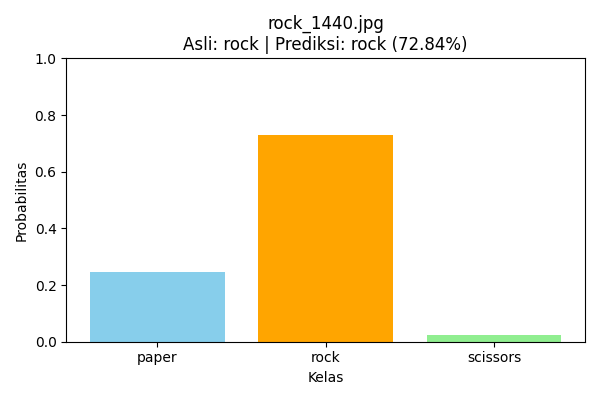 rock_1440.jpg
Asli: rock | Prediksi: rock (72.84%)
1.0
0.8
0.6
0.4
0.2
0.0
Probabilitas
paper rock scissors
Kelas